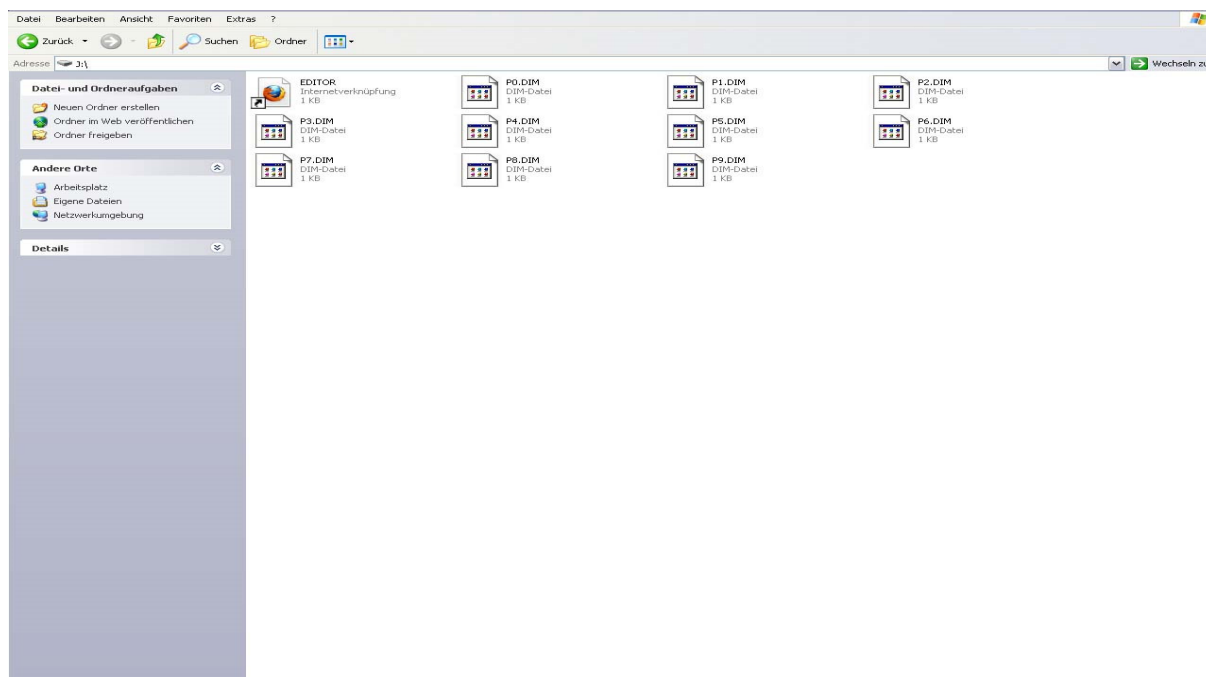 Datei Bearbeiten Ansicht Favoriten Extras ?
Zurück Suchen Ordner
Adresse J:\ Wechseln zu
Datei- und Ordneraufgaben
Neuen Ordner erstellen
Ordner im Web veröffentlichen
Ordner freigeben
Andere Orte
Arbeitsplatz
Eigene Dateien
Netzwerkumgebung
Details
EDITOR
Internetverknüpfung
1 KB
P0.DIM
DIM-Datei
1 KB
P1.DIM
DIM-Datei
1 KB
P2.DIM
DIM-Datei
1 KB
P3.DIM
DIM-Datei
1 KB
P4.DIM
DIM-Datei
1 KB
P5.DIM
DIM-Datei
1 KB
P6.DIM
DIM-Datei
1 KB
P7.DIM
DIM-Datei
1 KB
P8.DIM
DIM-Datei
1 KB
P9.DIM
DIM-Datei
1 KB